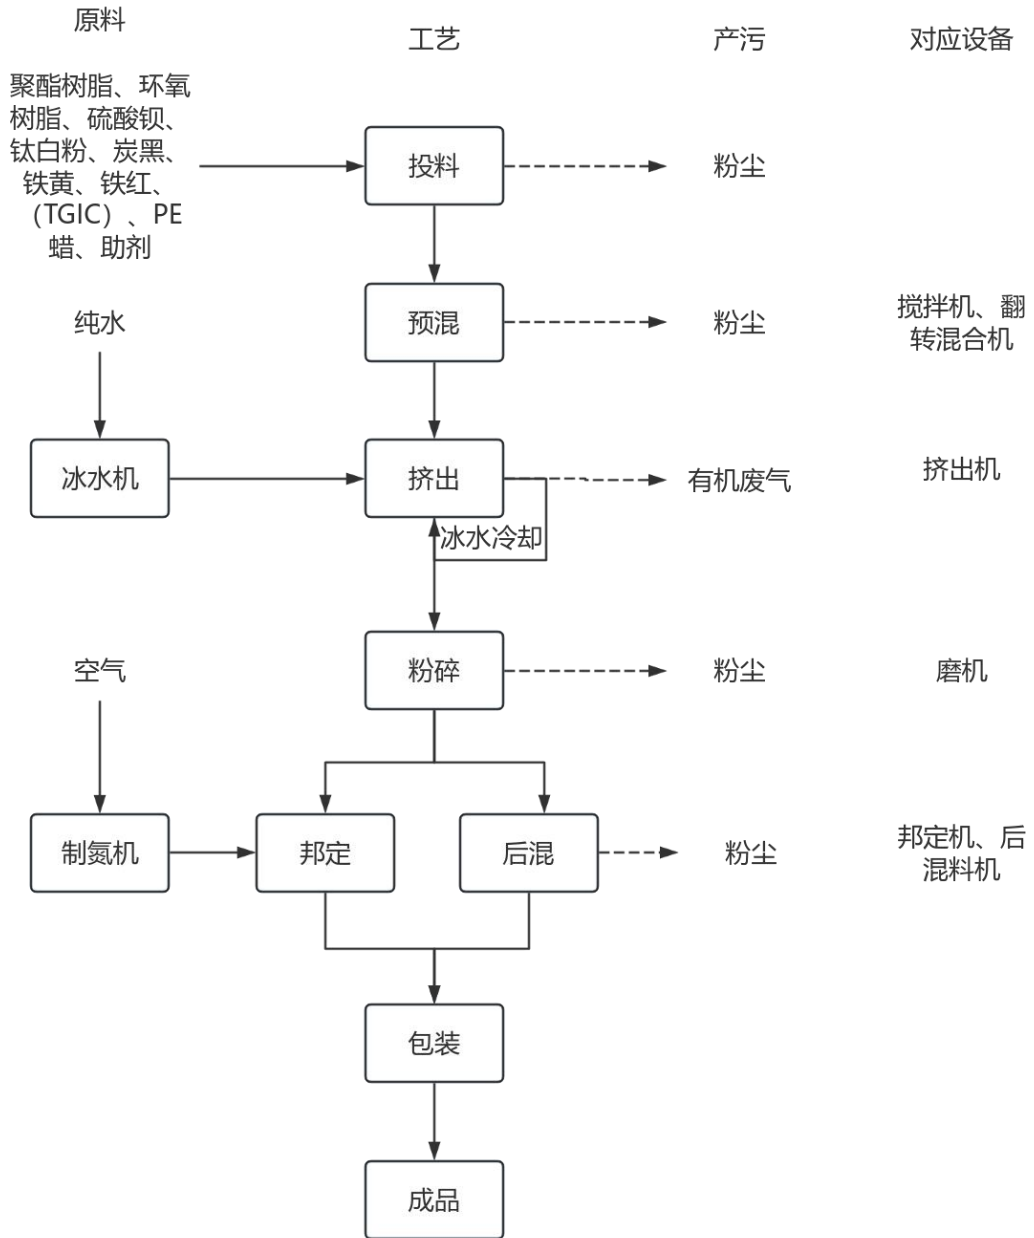 原料
工艺
产污
对应设备
聚酯树脂、环氧
树脂、硫酸钡、
钛白粉、炭黑、
铁黄、铁红、
（TGIC）、PE
蜡、助剂
投料
粉尘
纯水
预混
粉尘
搅拌机、翻
转混合机
冰水机
挤出
有机废气
挤出机
冰水冷却
空气
粉碎
粉尘
磨机
制氮机
邦定
后混
粉尘
邦定机、后
混料机
包装
成品